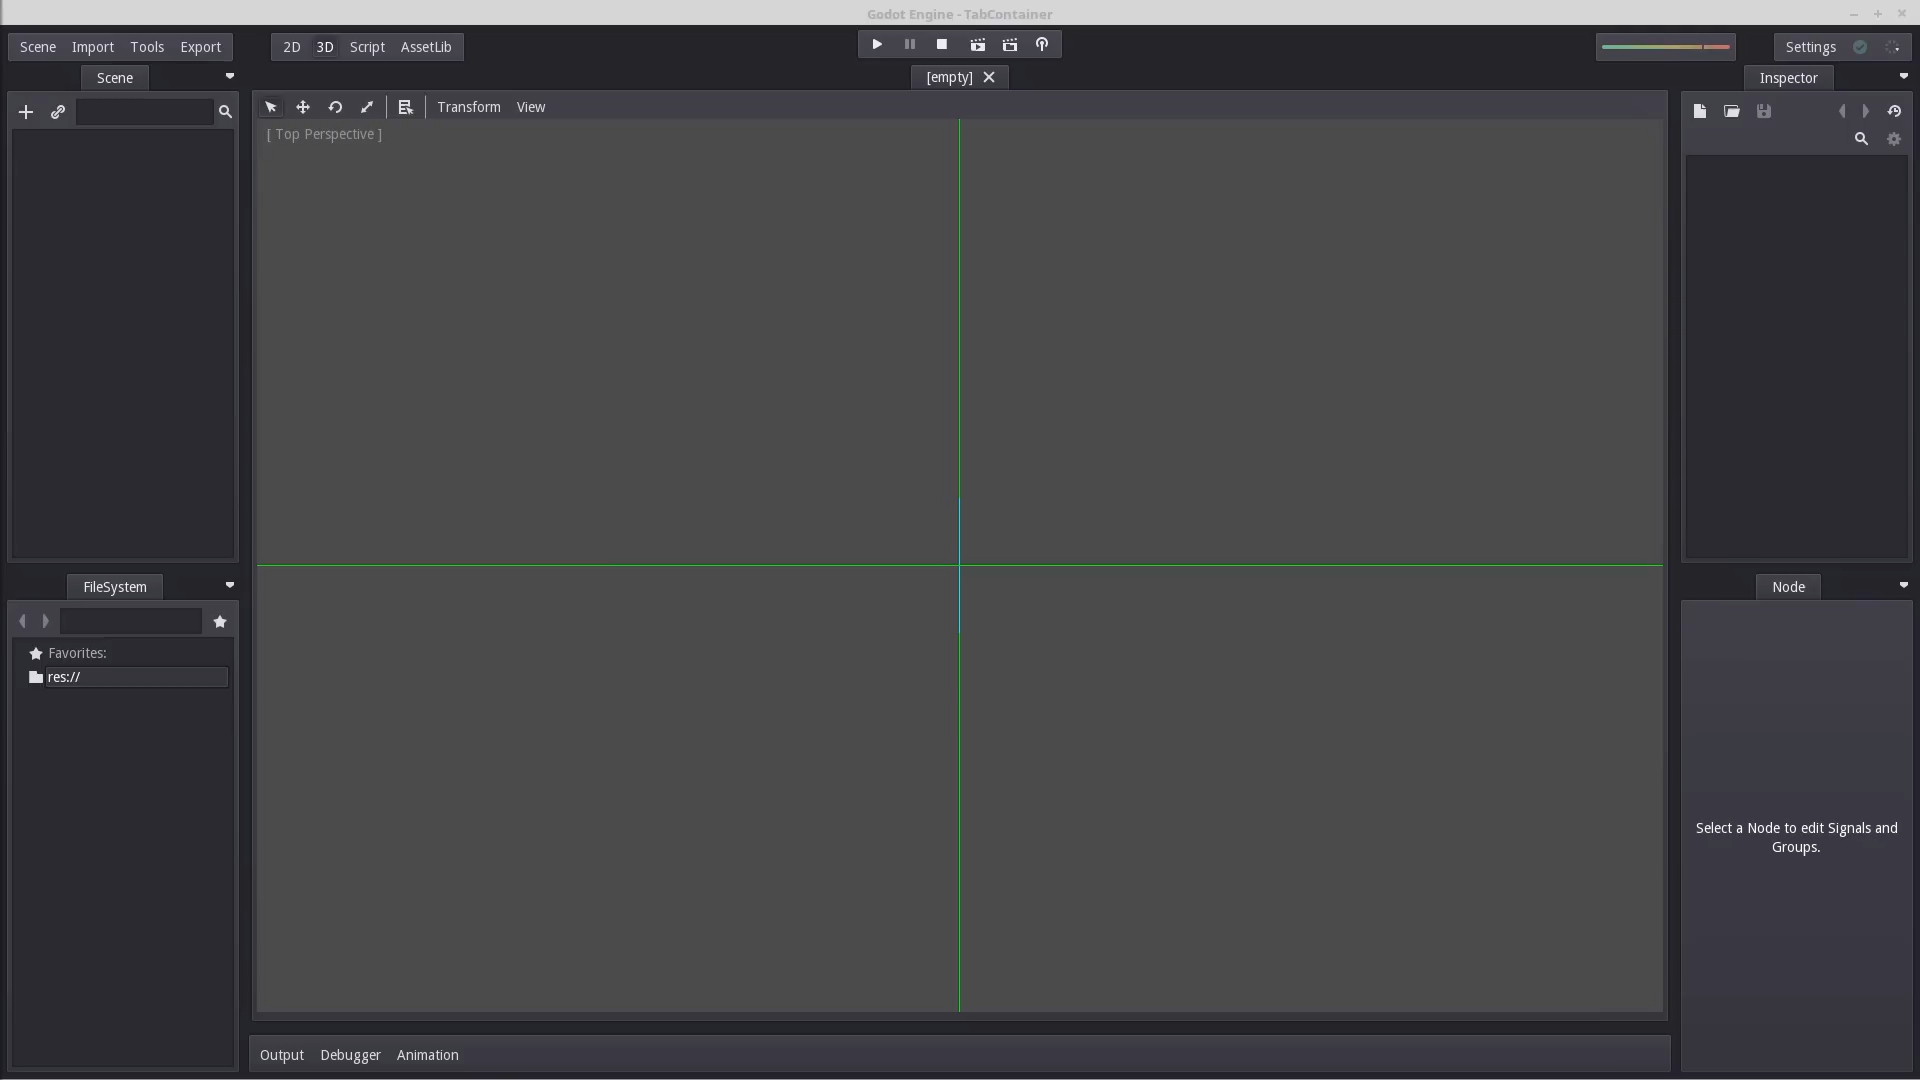 Godot Engine - TabContainer
Scene Import Tools Export
2D 3D Script AssetLib
Settings
Scene
[empty]
Inspector
Transform View
[ Top Perspective ]
FileSystem
Node
Favorites:
res://
Select a Node to edit Signals and
Groups.
Output Debugger Animation